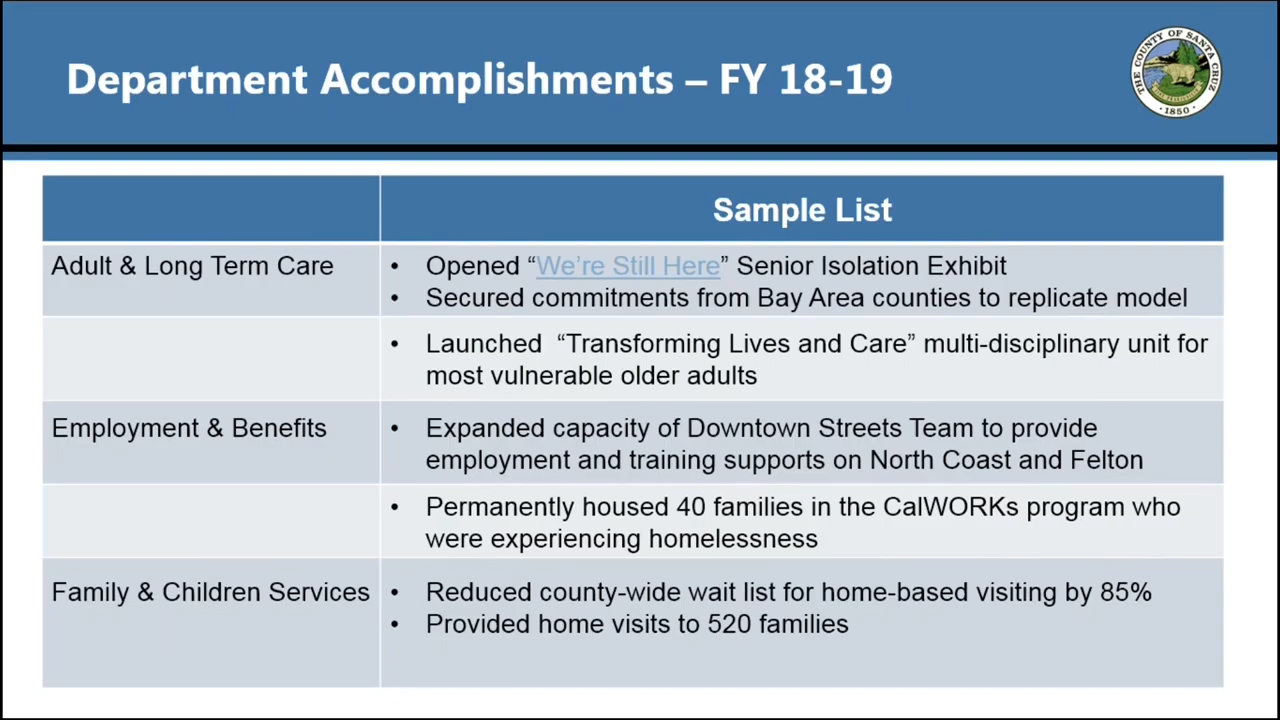 Department Accomplishments – FY 18-19
THE COUNTY OF SANTA CRUZ
1850
Sample List
Adult & Long Term Care
• Opened “We’re Still Here” Senior Isolation Exhibit
• Secured commitments from Bay Area counties to replicate model
• Launched “Transforming Lives and Care” multi-disciplinary unit for
most vulnerable older adults
Employment & Benefits
• Expanded capacity of Downtown Streets Team to provide
employment and training supports on North Coast and Felton
• Permanently housed 40 families in the CalWORKs program who
were experiencing homelessness
Family & Children Services
• Reduced county-wide wait list for home-based visiting by 85%
• Provided home visits to 520 families